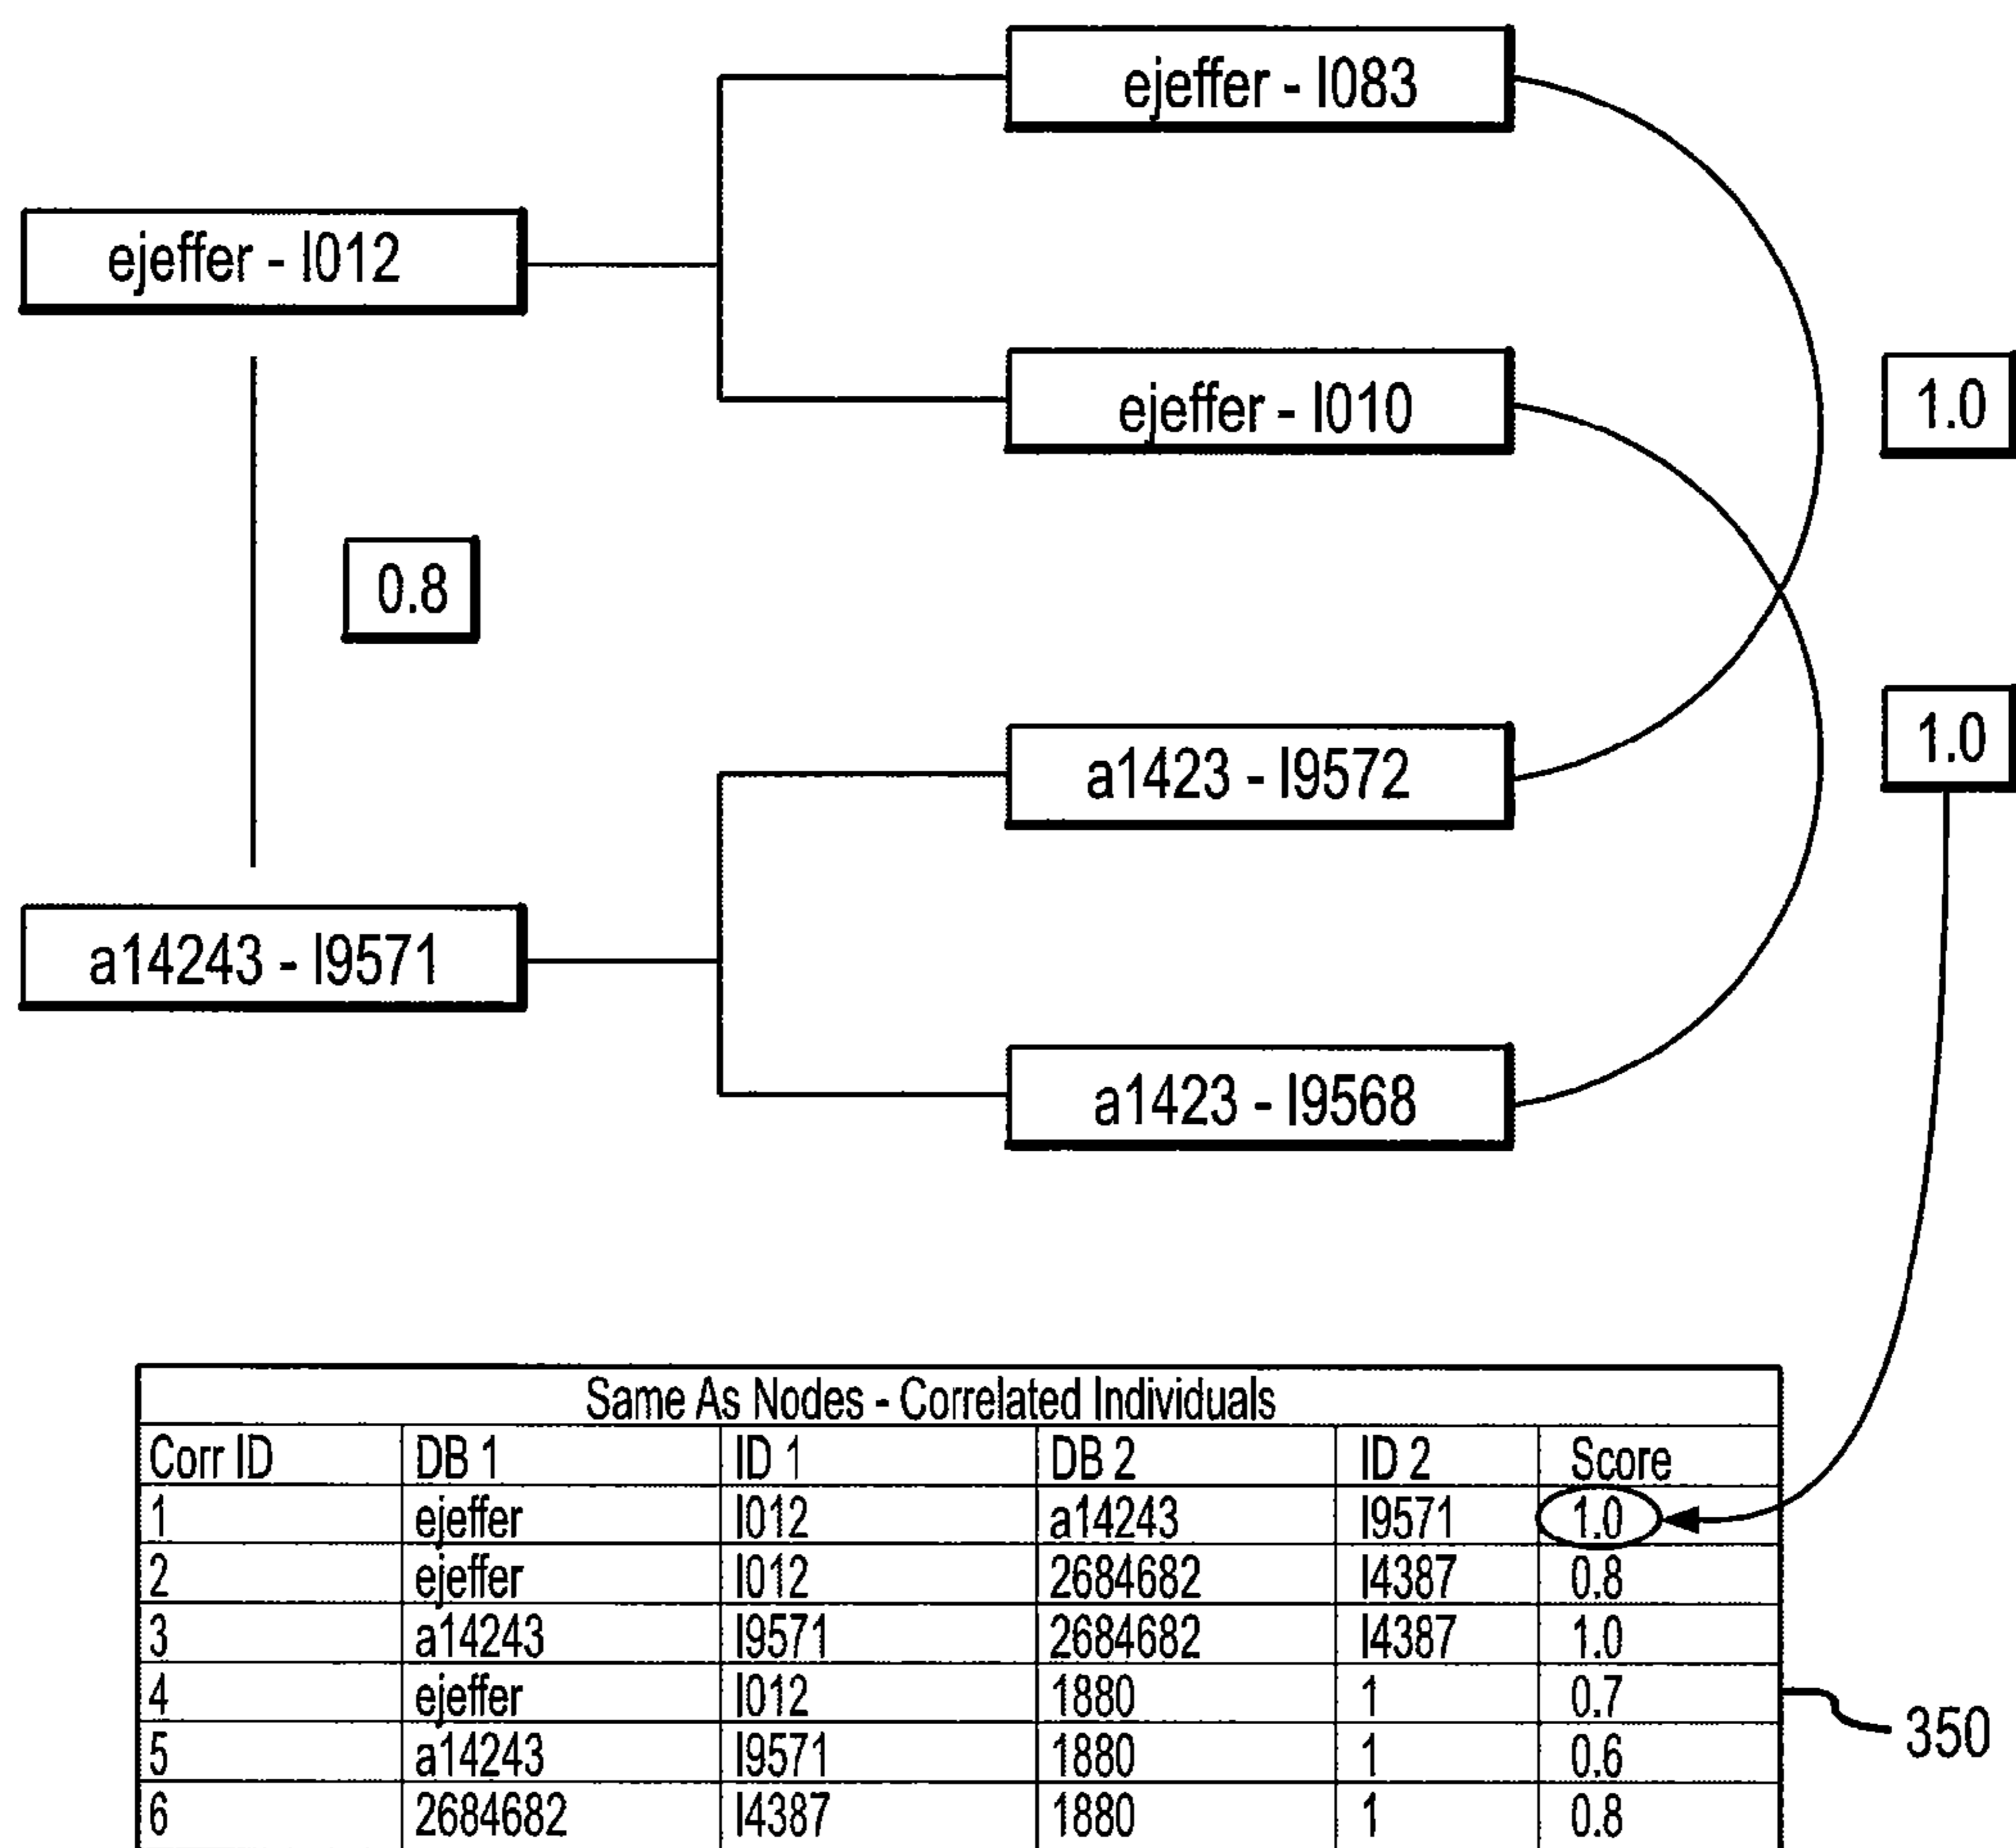 ejeffer - I083
ejeffer - I012
ejeffer - I010
1.0
0.8
1.0
a1423 - I9572
a14243 - I9571
a1423 - I9568
Same As Nodes - Correlated Individuals
Corr ID DB 1 ID 1 DB 2 ID 2 Score
1 ejeffer I012 a14243 I9571 1.0
2 ejeffer I012 2684682 I4387 0.8
3 a14243 I9571 2684682 I4387 1.0
4 ejeffer I012 1880 1 0.7
5 a14243 I9571 1880 1 0.6
6 2684682 I4387 1880 1 0.8
350